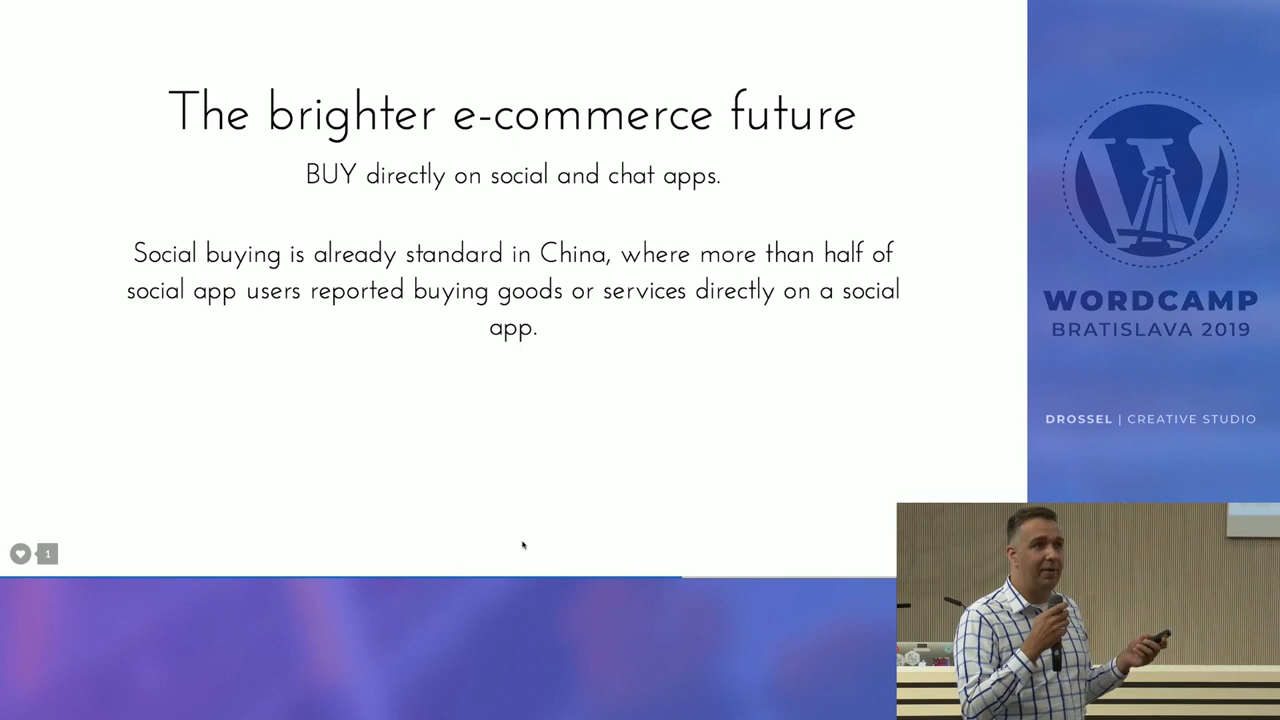 The brighter e-commerce future
BUY directly on social and chat apps.
Social buying is already standard in China, where more than half of
social app users reported buying goods or services directly on a social
app.
1
WORDCAMP
BRATISLAVA 2019
DROSSEL | CREATIVE STUDIO